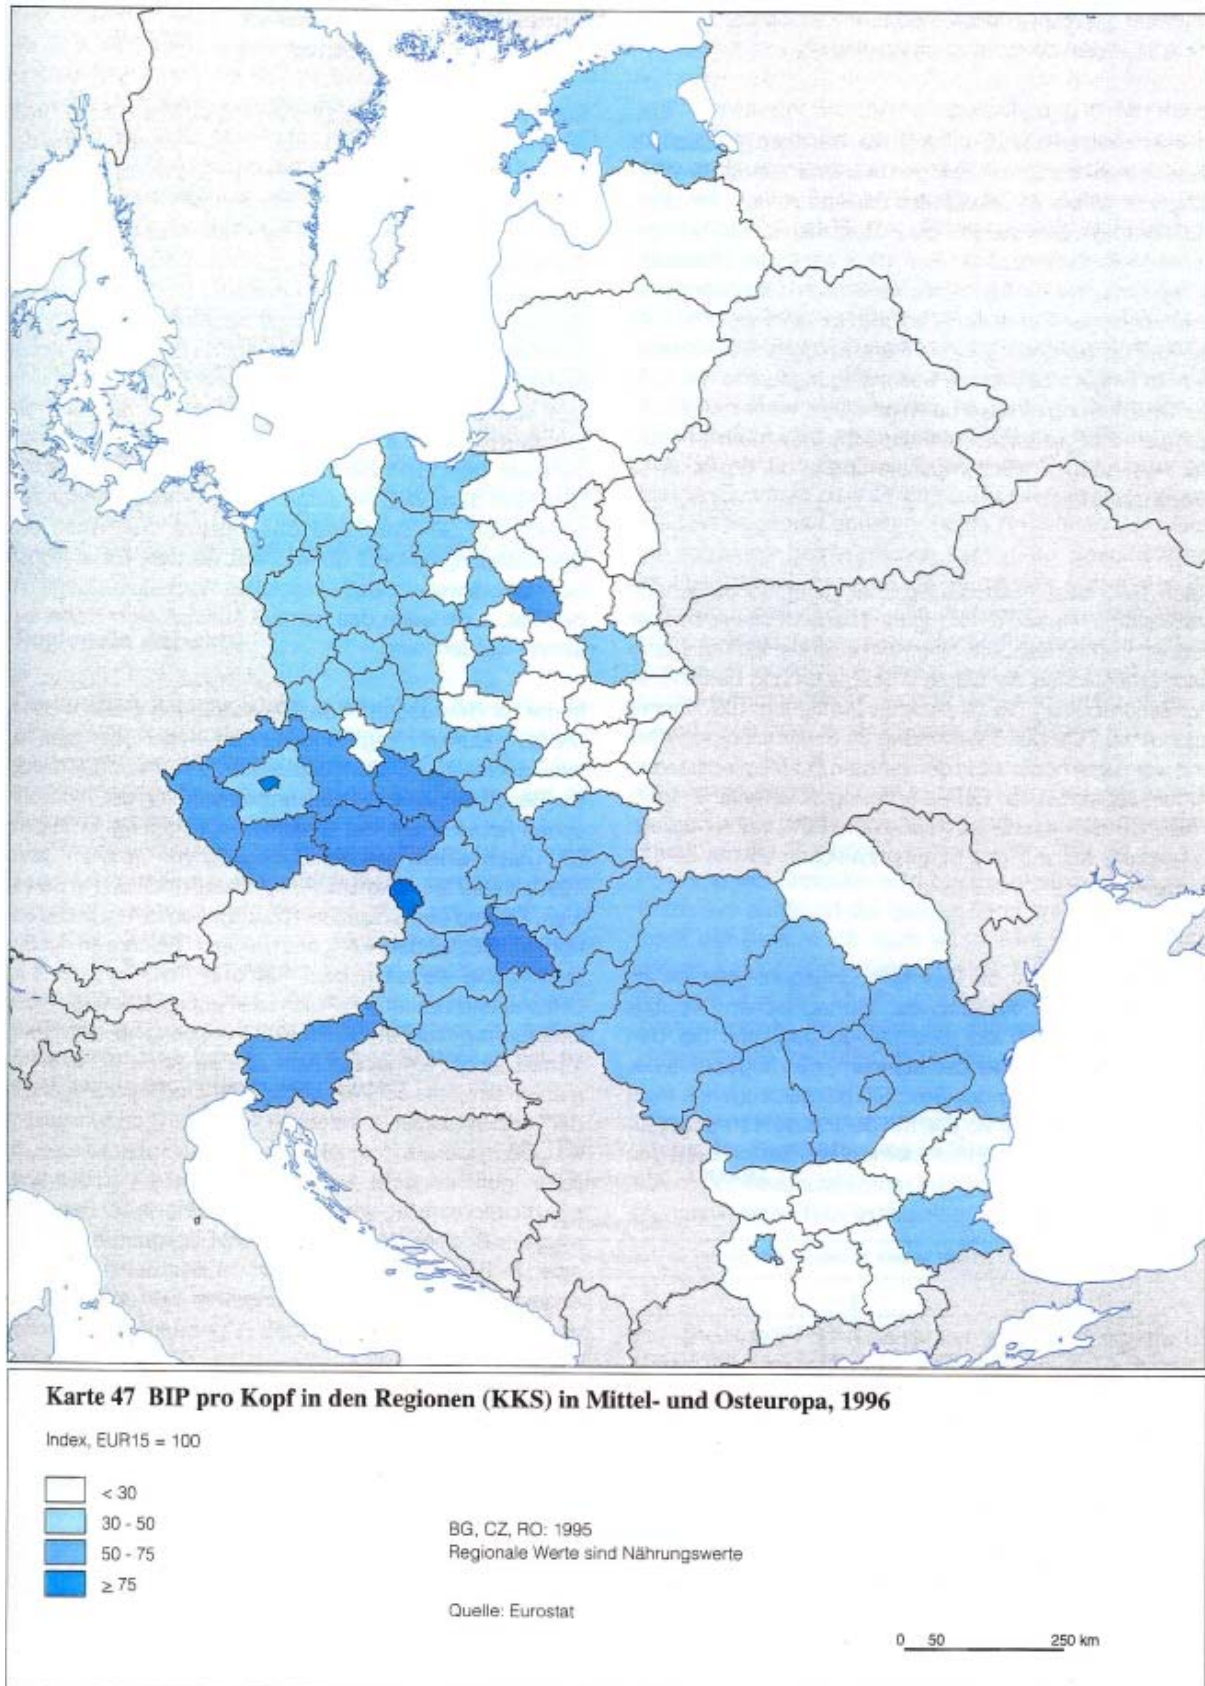 Karte 47 BIP pro Kopf in den Regionen (KKS) in Mittel- und Osteuropa, 1996
Index, EUR15 = 100
< 30
30 - 50
50 - 75
≥ 75
BG, CZ, RO: 1995
Regionale Werte sind Nährungswerte
Quelle: Eurostat
0 50 250 km